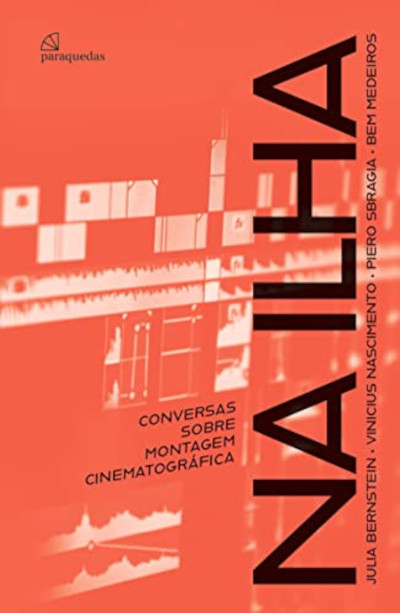 paraquedas
NA ILHA
JULIA BERNSTEIN · VINICIUS NASCIMENTO · PIERO SBRAGIA · BEM MEDEIROS
CONVERSAS
SOBRE
MONTAGEM
CINEMATOGRÁFICA